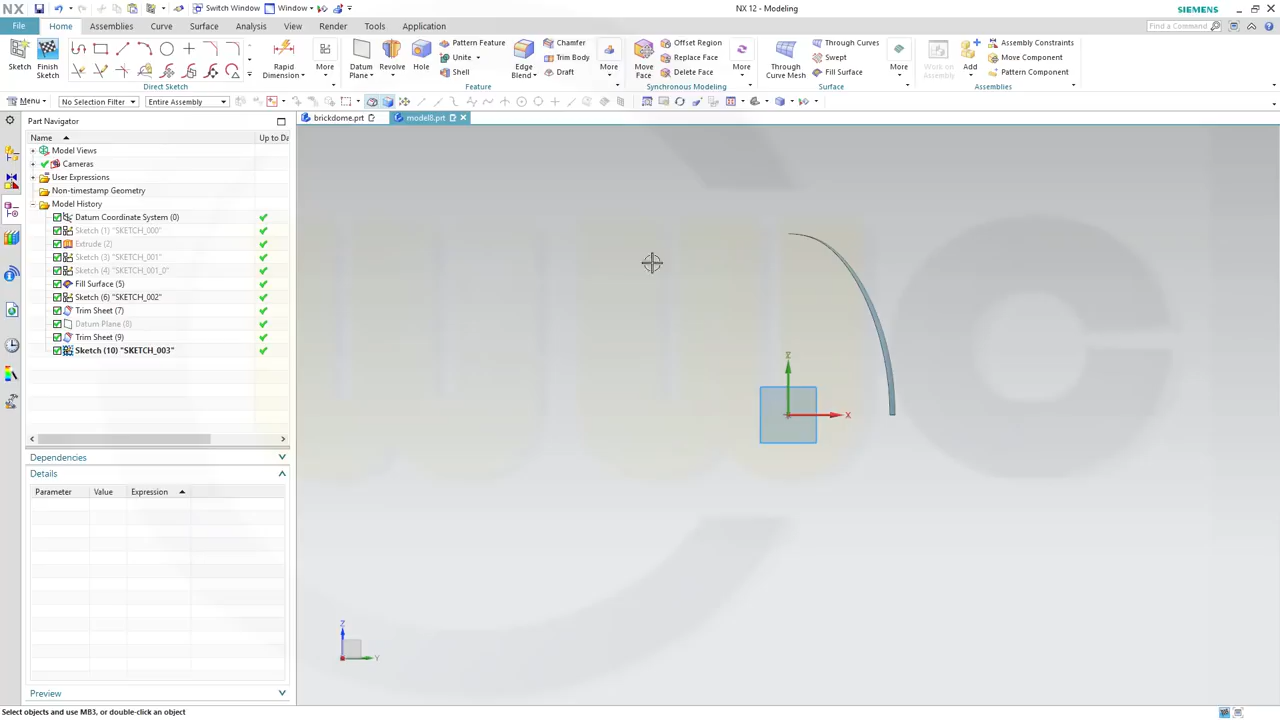 NX
Switch Window
Window
NX 12 - Modeling
SIEMENS
File
Home
Assemblies
Curve
Surface
Analysis
View
Render
Tools
Application
Find a Command
Sketch
Finish Sketch
Rapid Dimension
More
Direct Sketch
Datum Plane
Revolve
Hole
Pattern Feature
Unite
Shell
Edge Blend
Chamfer
Trim Body
Draft
More
Feature
Move Face
Offset Region
Replace Face
Delete Face
More
Synchronous Modeling
Through Curve Mesh
Through Curves
Swept
Fill Surface
More
Surface
Work on Assembly
Add
Assembly Constraints
Move Component
Pattern Component
Assemblies
Menu
No Selection Filter
Entire Assembly
Part Navigator
brickdome.prt
model8.prt
Name
Up to Da
Model Views
Cameras
User Expressions
Non-timestamp Geometry
Model History
Datum Coordinate System (0)
Sketch (1) "SKETCH_000"
Extrude (2)
Sketch (3) "SKETCH_001"
Sketch (4) "SKETCH_001_0"
Fill Surface (5)
Sketch (6) "SKETCH_002"
Trim Sheet (7)
Datum Plane (8)
Trim Sheet (9)
Sketch (10) "SKETCH_003"
Dependencies
Details
Parameter
Value
Expression
Preview
X
Z
Y
Select objects and use MB3, or double-click an object